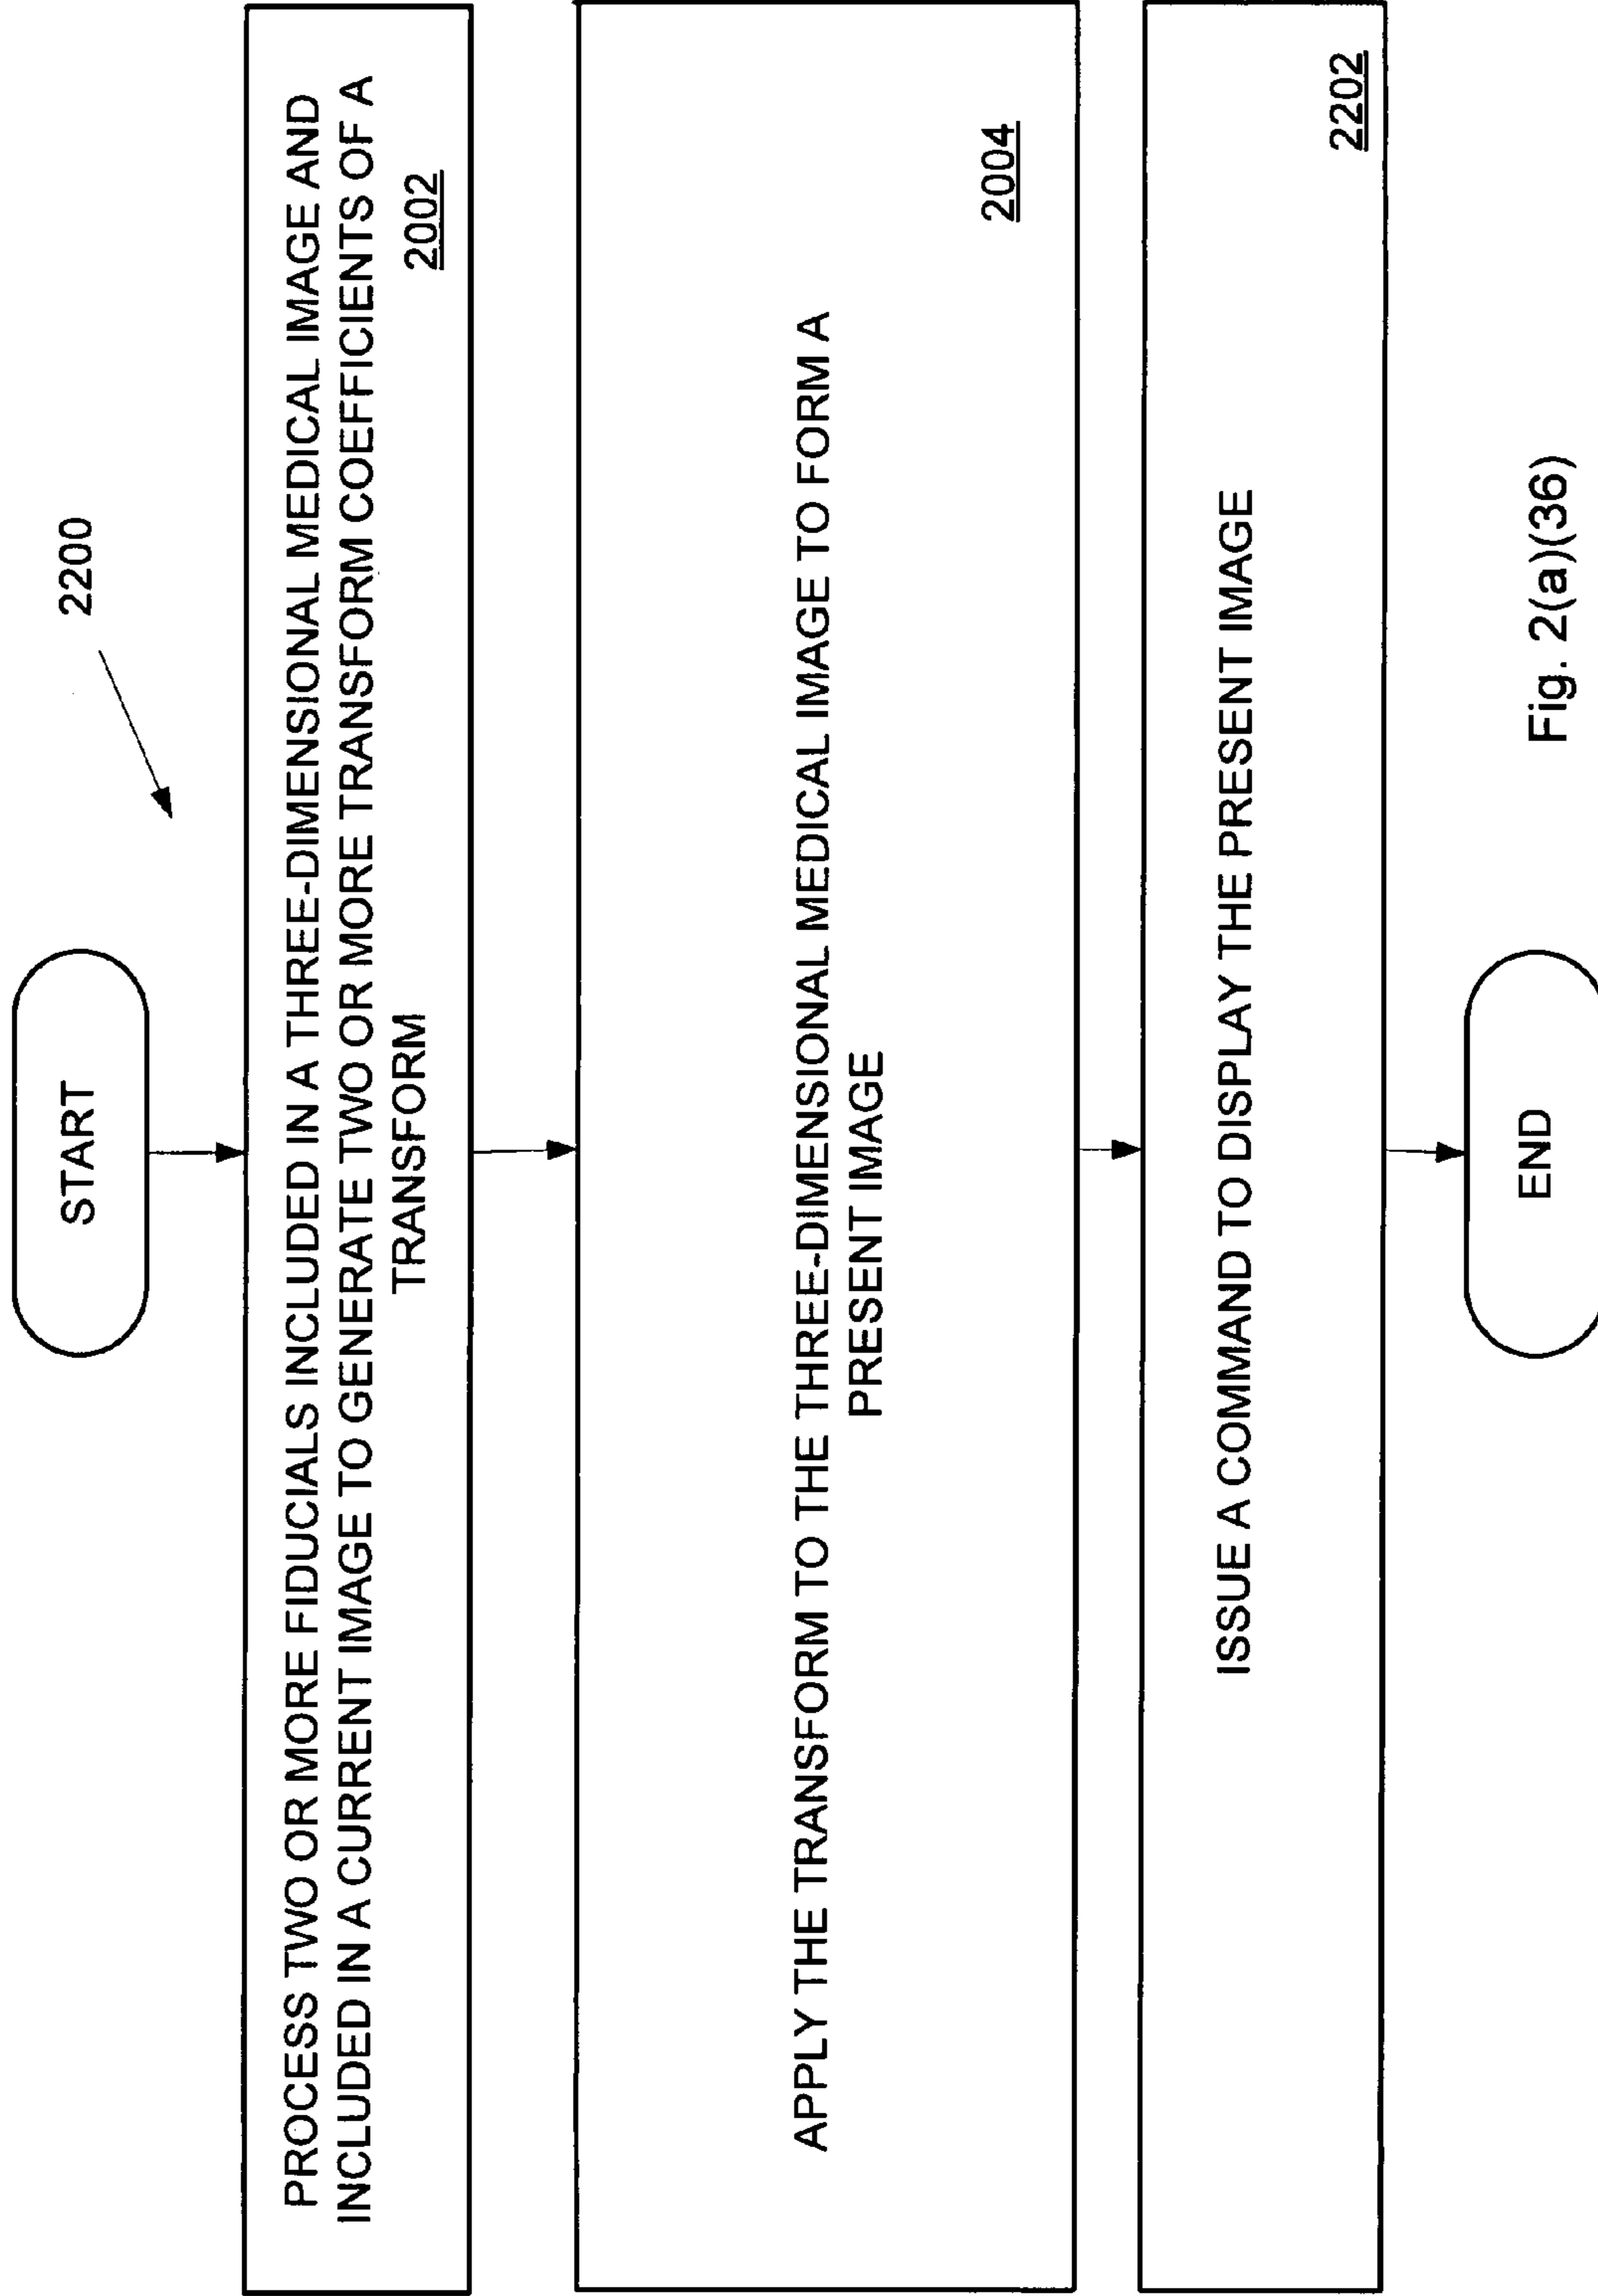 2200
START
PROCESS TWO OR MORE FIDUCIALS INCLUDED IN A THREE-DIMENSIONAL MEDICAL IMAGE AND
INCLUDED IN A CURRENT IMAGE TO GENERATE TWO OR MORE TRANSFORM COEFFICIENTS OF A
TRANSFORM
2002
APPLY THE TRANSFORM TO THE THREE-DIMENSIONAL MEDICAL IMAGE TO FORM A
PRESENT IMAGE
2004
ISSUE A COMMAND TO DISPLAY THE PRESENT IMAGE
2202
END
Fig. 2(a)(36)